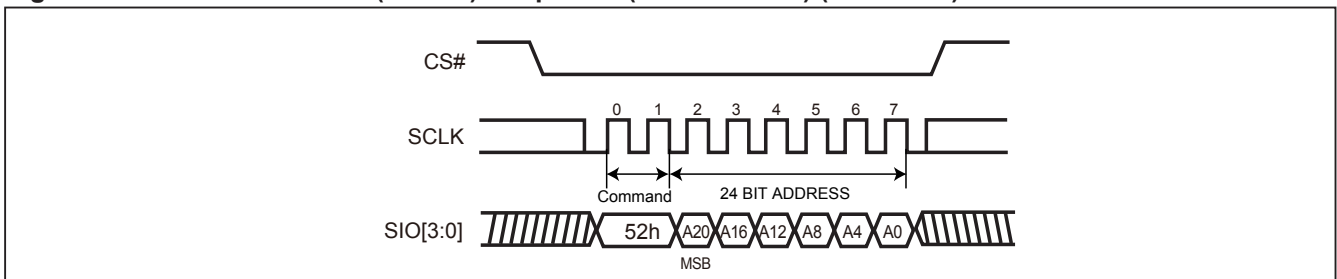 CS#
0 1 2 3 4 5 6 7
SCLK
Command 24 BIT ADDRESS
SIO[3:0] 52h A20 A16 A12 A8 A4 A0
MSB